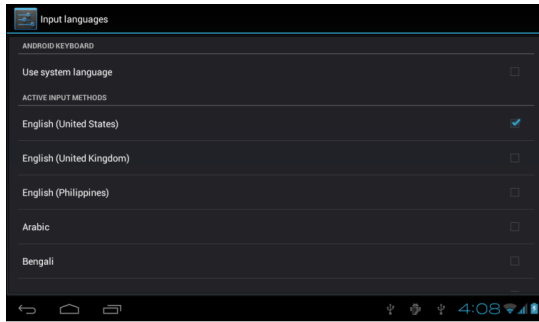 Input languages
ANDROID KEYBOARD
Use system language
ACTIVE INPUT METHODS
English (United States)
English (United Kingdom)
English (Philippines)
Arabic
Bengali
4:08